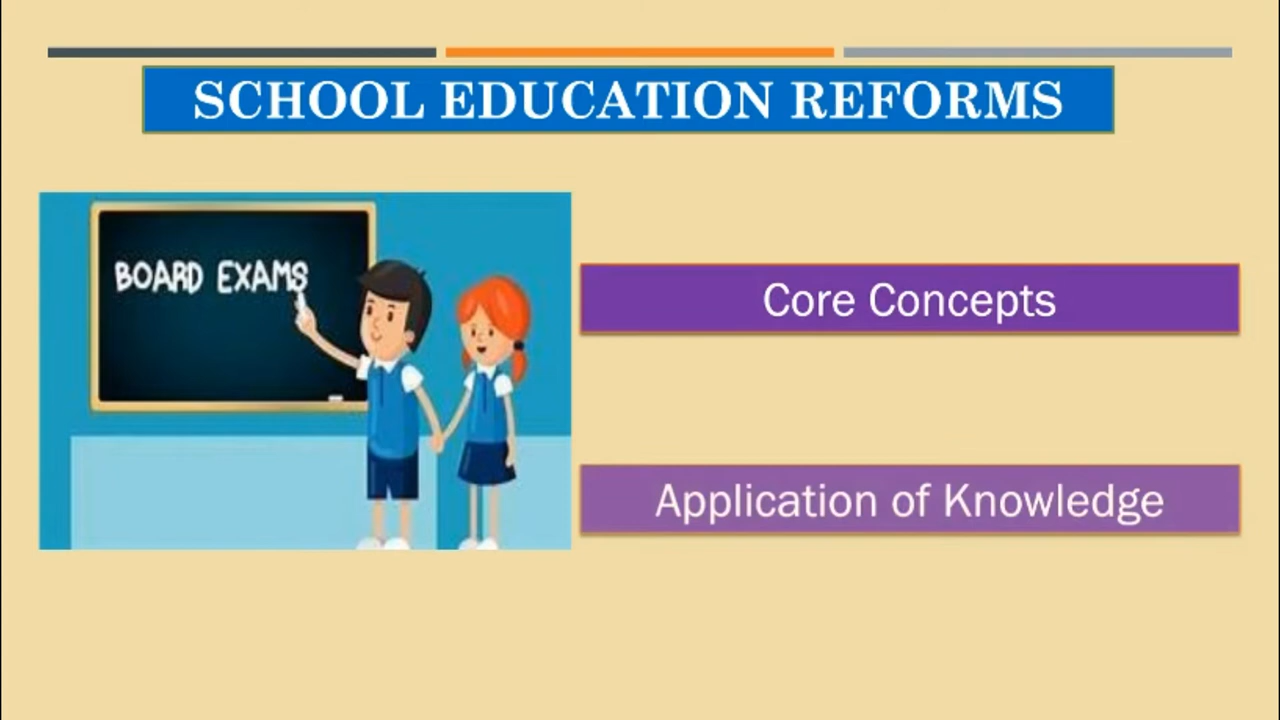 SCHOOL EDUCATION REFORMS
BOARD EXAMS
Core Concepts
Application of Knowledge